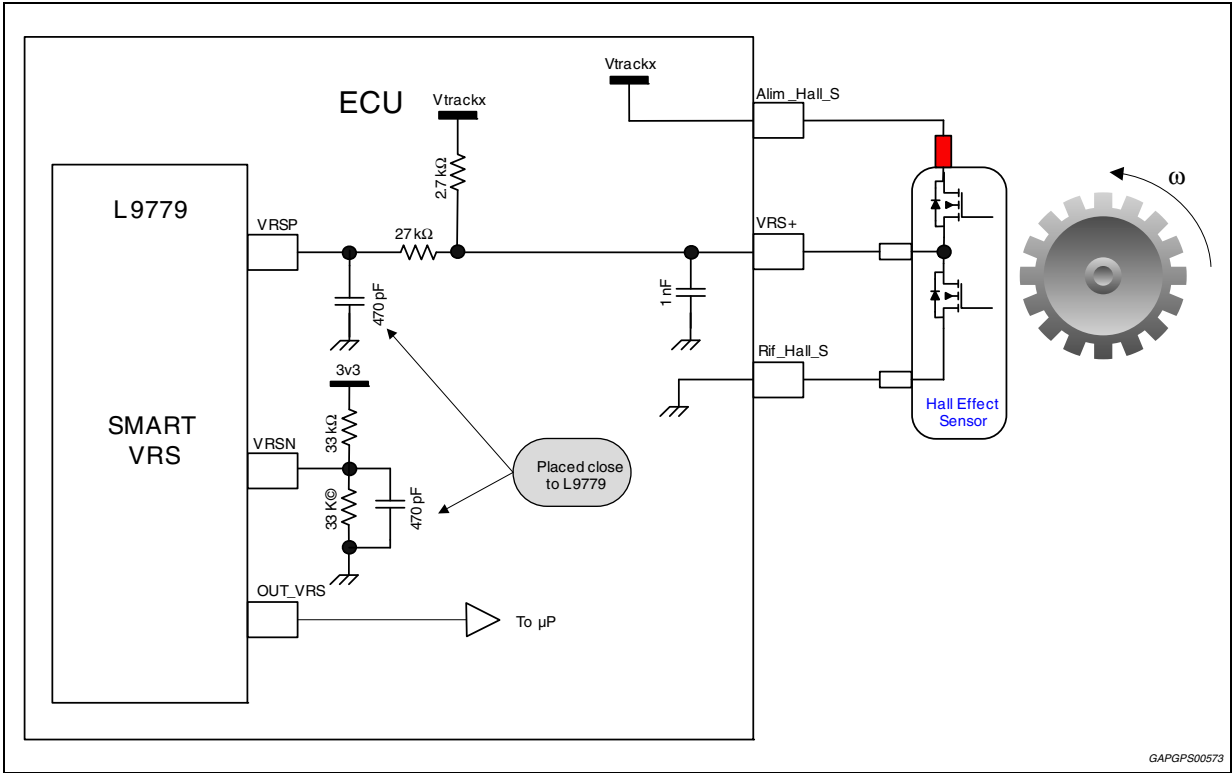 ECU
Vtrackx
Vtrackx
Alim_Hall_S
2.7 kΩ
ω
L9779
VRSP
27 kΩ
VRS+
470 pF
1 nF
3v3
Rif_Hall_S
33 kΩ
Hall Effect
Sensor
SMART
VRS
VRSN
Placed close
to L9779
33 K©
470 pF
OUT_VRS
To µP
GAPGPS00573